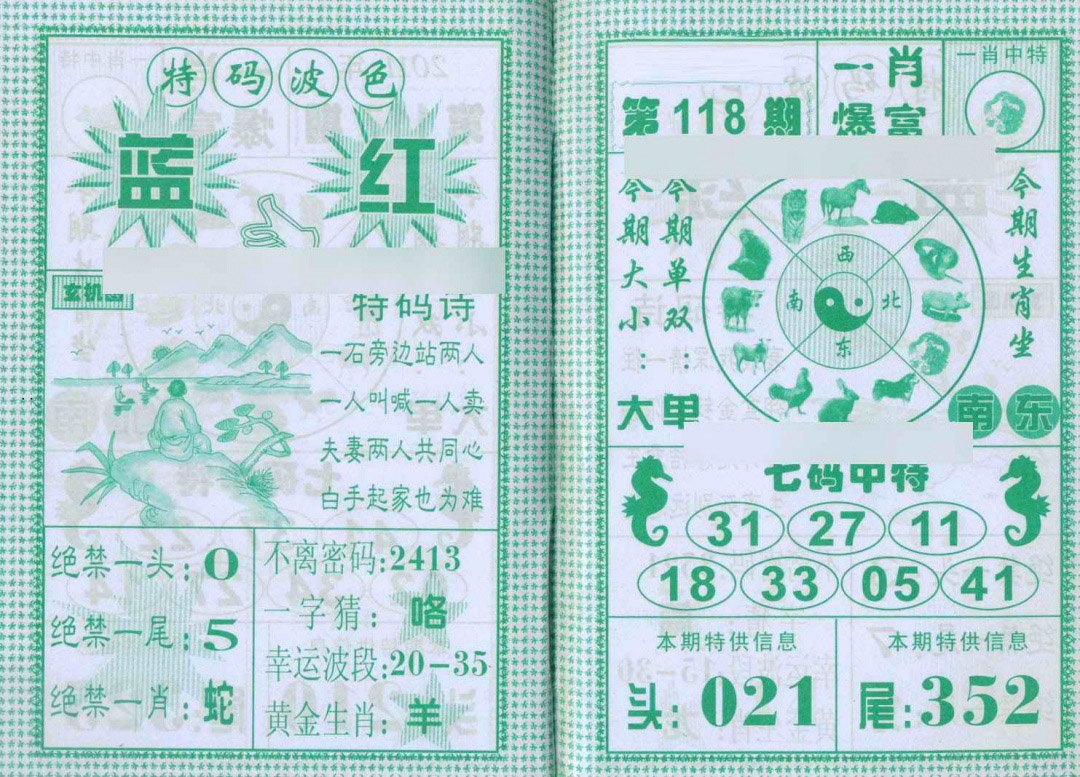 特码波色
蓝 红
特码诗
一石旁边站两人
一人叫喊一人卖
夫妻两人共同心
白手起家也为难
绝禁一头:0
绝禁一尾:5
绝禁一肖:蛇
不离密码:2413
一字猜:咯
幸运波段:20-35
黄金生肖:羊
第118期
一肖
爆富
一肖中特
今期大小:大
今期单双:单
西
南
北
东
今期生肖坐
南东
七码中特
31 27 11
18 33 05 41
本期特供信息
头:021
本期特供信息
尾:352